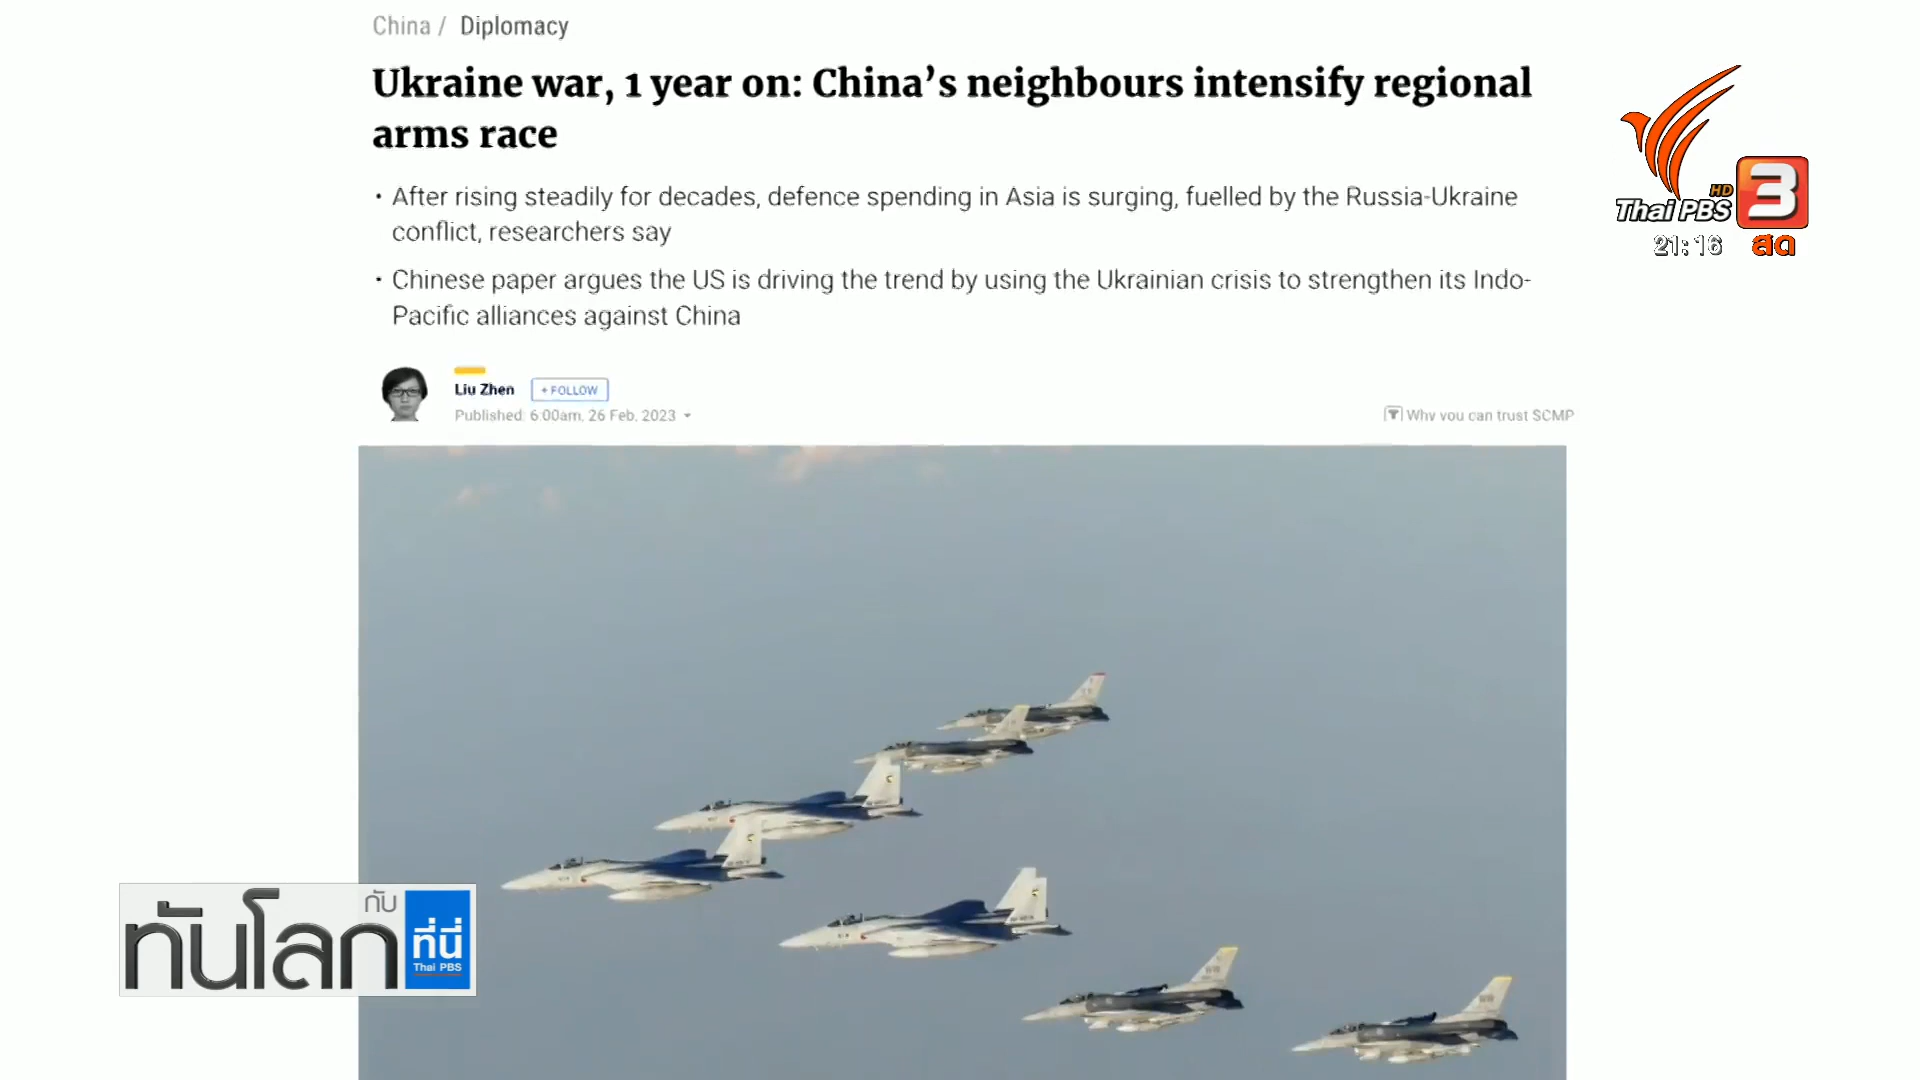 China / Diplomacy
Ukraine war, 1 year on: China's neighbours intensify regional
arms race
• After rising steadily for decades, defence spending in Asia is surging, fuelled by the Russia-Ukraine
conflict, researchers say
• Chinese paper argues the US is driving the trend by using the Ukrainian crisis to strengthen its Indo-
Pacific alliances against China
Liu Zhen + FOLLOW
Published: 6:00am, 26 Feb, 2023
Why you can trust SCMP
HD
Thai PBS 3
21:16 สด
ทันโลก กับ ที่นี่
Thai PBS